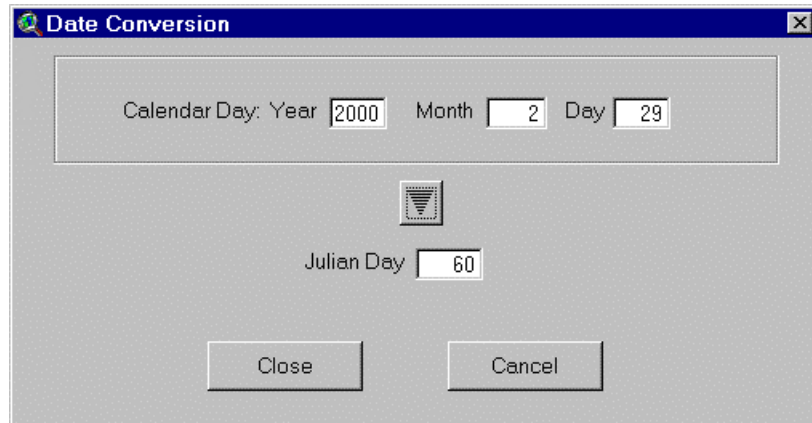 Date Conversion
Calendar Day: Year 2000 Month 2 Day 29
Julian Day 60
Close Cancel